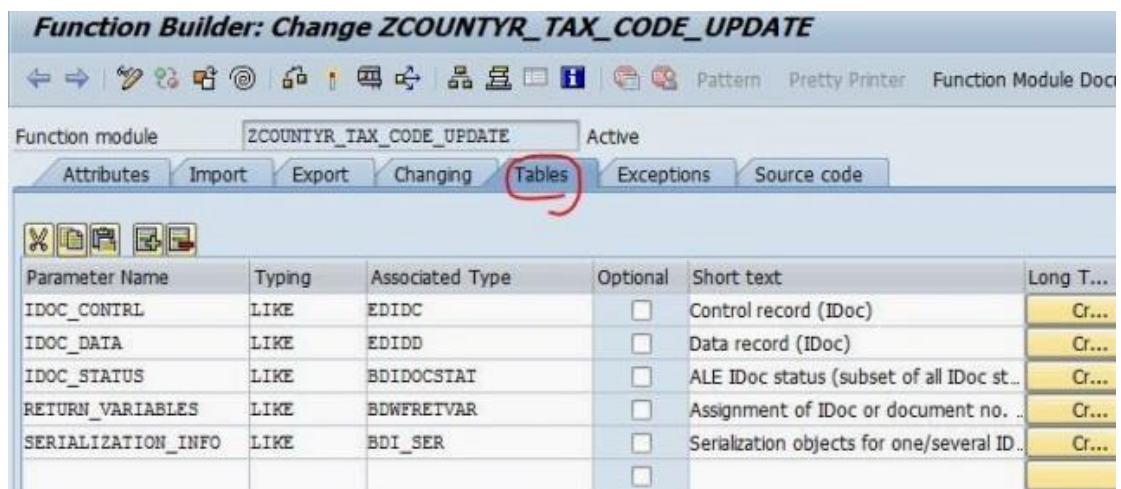 Function Builder: Change ZCOUNTYR_TAX_CODE_UPDATE
Pattern Pretty Printer Function Module Docu
Function module ZCOUNTYR_TAX_CODE_UPDATE Active
Attributes Import Export Changing Tables Exceptions Source code
Parameter Name Typing Associated Type Optional Short text Long T...
IDOC_CONTRL LIKE EDIDC Control record (IDoc) Cr...
IDOC_DATA LIKE EDIDD Data record (IDoc) Cr...
IDOC_STATUS LIKE BDIDOCSTAT ALE IDoc status (subset of all IDoc st... Cr...
RETURN_VARIABLES LIKE BDWFRETVAR Assignment of IDoc or document no. .. Cr...
SERIALIZATION_INFO LIKE BDI_SER Serialization objects for one/several ID.. Cr...